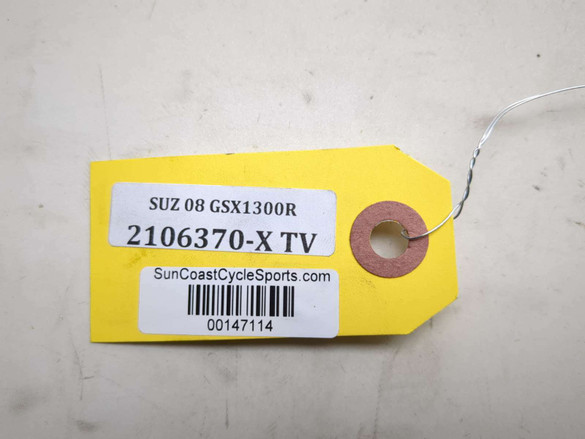 SUZ 08 GSX1300R
2106370-X TV
SunCoastCycleSports.com
00147114